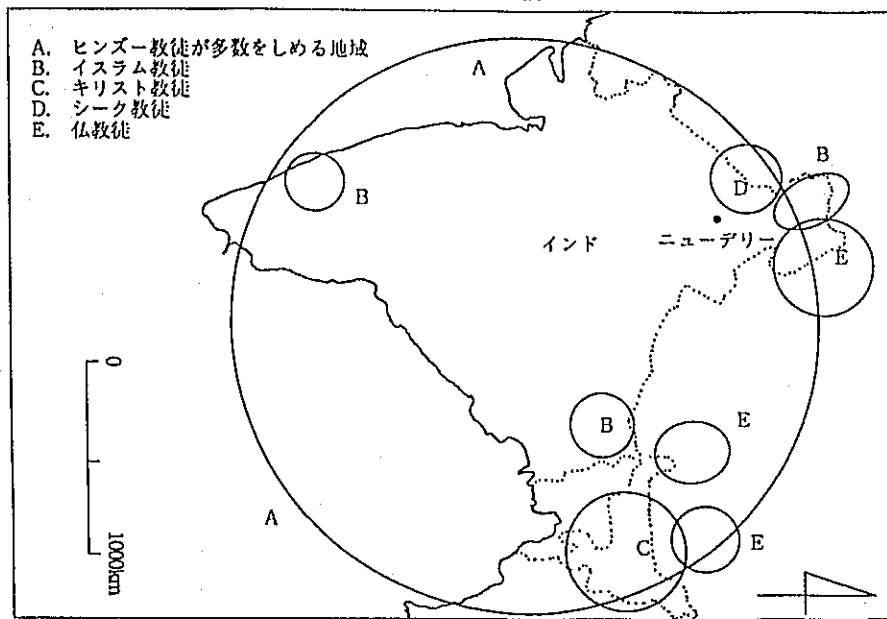 A. ヒンズー教徒が多数をしめる地域
B. イスラム教徒
C. キリスト教徒
D. シーク教徒
E. 仏教徒
A
B
D
B
インド
ニューデリー
E
0
B
E
A
C
E
1000km